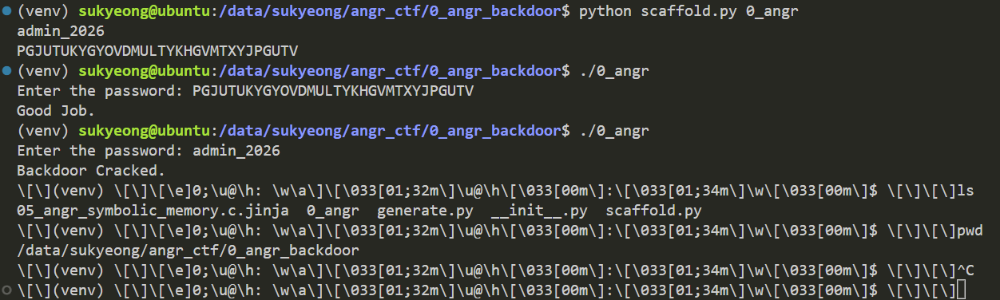 (venv) sukyeong@ubuntu:/data/sukyeong/angr_ctf/0_angr_backdoor$ python scaffold.py 0_angr
admin_2026
PGJUTUKYGYOVDMULTYKHGVMTXYJPGUTV
(venv) sukyeong@ubuntu:/data/sukyeong/angr_ctf/0_angr_backdoor$ ./0_angr
Enter the password: PGJUTUKYGYOVDMULTYKHGVMTXYJPGUTV
Good Job.
(venv) sukyeong@ubuntu:/data/sukyeong/angr_ctf/0_angr_backdoor$ ./0_angr
Enter the password: admin_2026
Backdoor Cracked.
\[\](venv) \[\]\[\e]0;\u@\h: \w\a\]\[\033[01;32m\]\u@\h\[\033[00m\]:\[\033[01;34m\]\w\[\033[00m\]$ \[\]\[\]ls
05_angr_symbolic_memory.c.jinja  0_angr  generate.py  __init__.py  scaffold.py
\[\](venv) \[\]\[\e]0;\u@\h: \w\a\]\[\033[01;32m\]\u@\h\[\033[00m\]:\[\033[01;34m\]\w\[\033[00m\]$ \[\]\[\]pwd
/data/sukyeong/angr_ctf/0_angr_backdoor
\[\](venv) \[\]\[\e]0;\u@\h: \w\a\]\[\033[01;32m\]\u@\h\[\033[00m\]:\[\033[01;34m\]\w\[\033[00m\]$ \[\]\[\]^C
\[\](venv) \[\]\[\e]0;\u@\h: \w\a\]\[\033[01;32m\]\u@\h\[\033[00m\]:\[\033[01;34m\]\w\[\033[00m\]$ \[\]\[\]